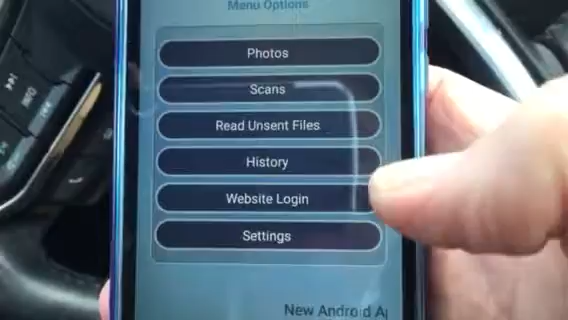 Menu Options
Photos
Scans
Read Unsent Files
History
Website Login
Settings
New Android